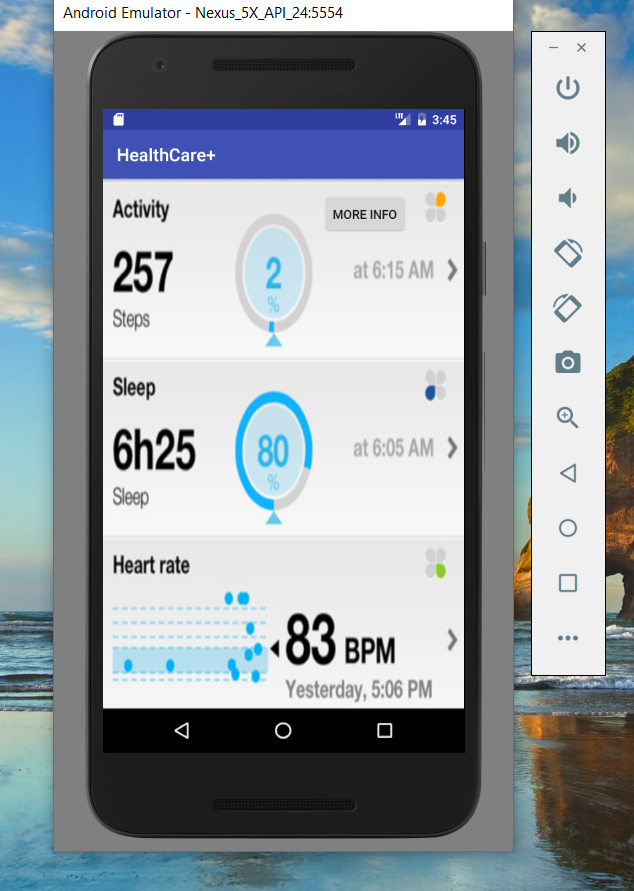 Android Emulator - Nexus_5X_API_24:5554
LTE 3:45
HealthCare+
Activity
MORE INFO
257
2
%
at 6:15 AM
Steps
Sleep
6h25
80
%
at 6:05 AM
Sleep
Heart rate
83 BPM
Yesterday, 5:06 PM